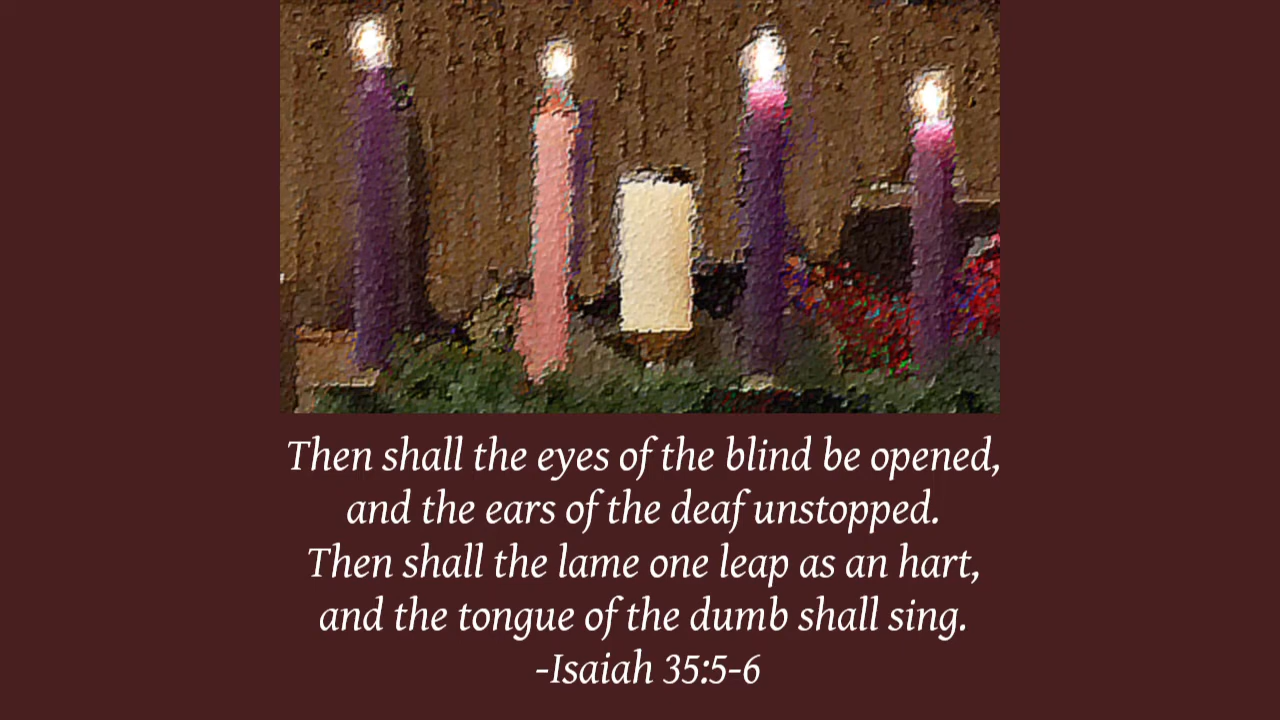 Then shall the eyes of the blind be opened,
and the ears of the deaf unstopped.
Then shall the lame one leap as an hart,
and the tongue of the dumb shall sing.
-Isaiah 35:5-6